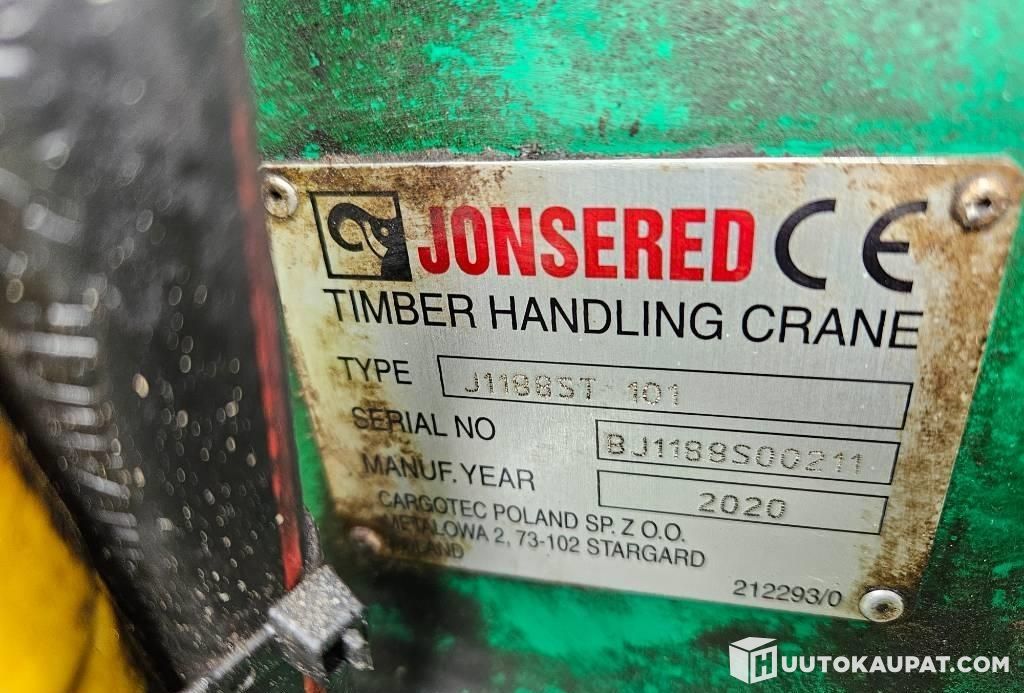 JONSERED CE
TIMBER HANDLING CRANE
TYPE J1188ST 101
SERIAL NO BJ1188S00211
MANUF. YEAR 2020
CARGOTEC POLAND SP. Z O.O.
METALOWA 2, 73-102 STARGARD
POLAND
212293/0
HUUTOKAUPAT.COM